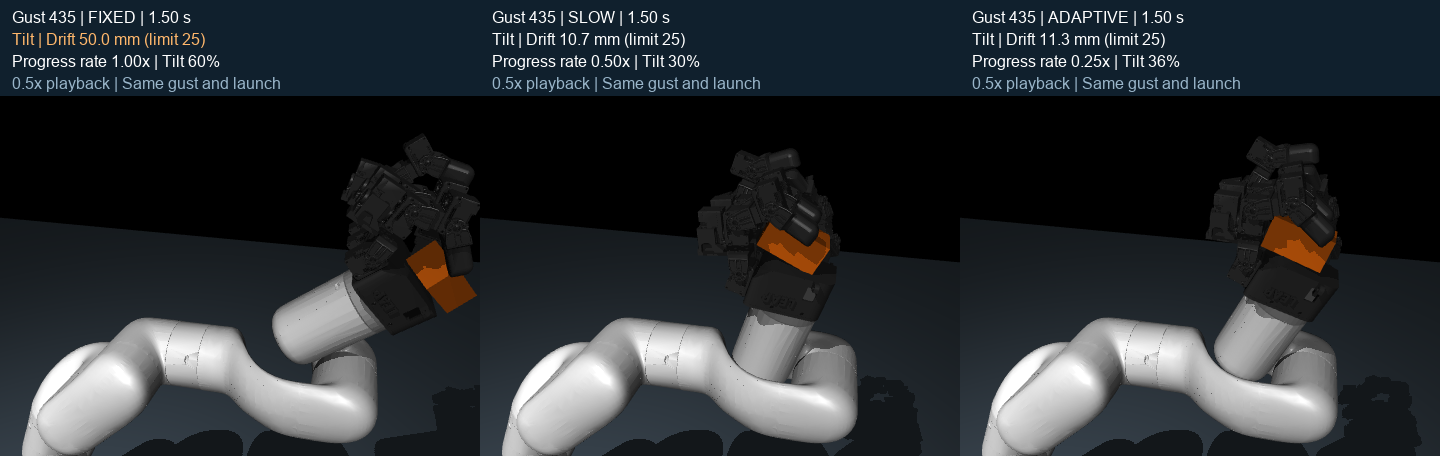 Gust 435 | FIXED | 1.50 s
Tilt | Drift 50.0 mm (limit 25)
Progress rate 1.00x | Tilt 60%
0.5x playback | Same gust and launch
Gust 435 | SLOW | 1.50 s
Tilt | Drift 10.7 mm (limit 25)
Progress rate 0.50x | Tilt 30%
0.5x playback | Same gust and launch
Gust 435 | ADAPTIVE | 1.50 s
Tilt | Drift 11.3 mm (limit 25)
Progress rate 0.25x | Tilt 36%
0.5x playback | Same gust and launch